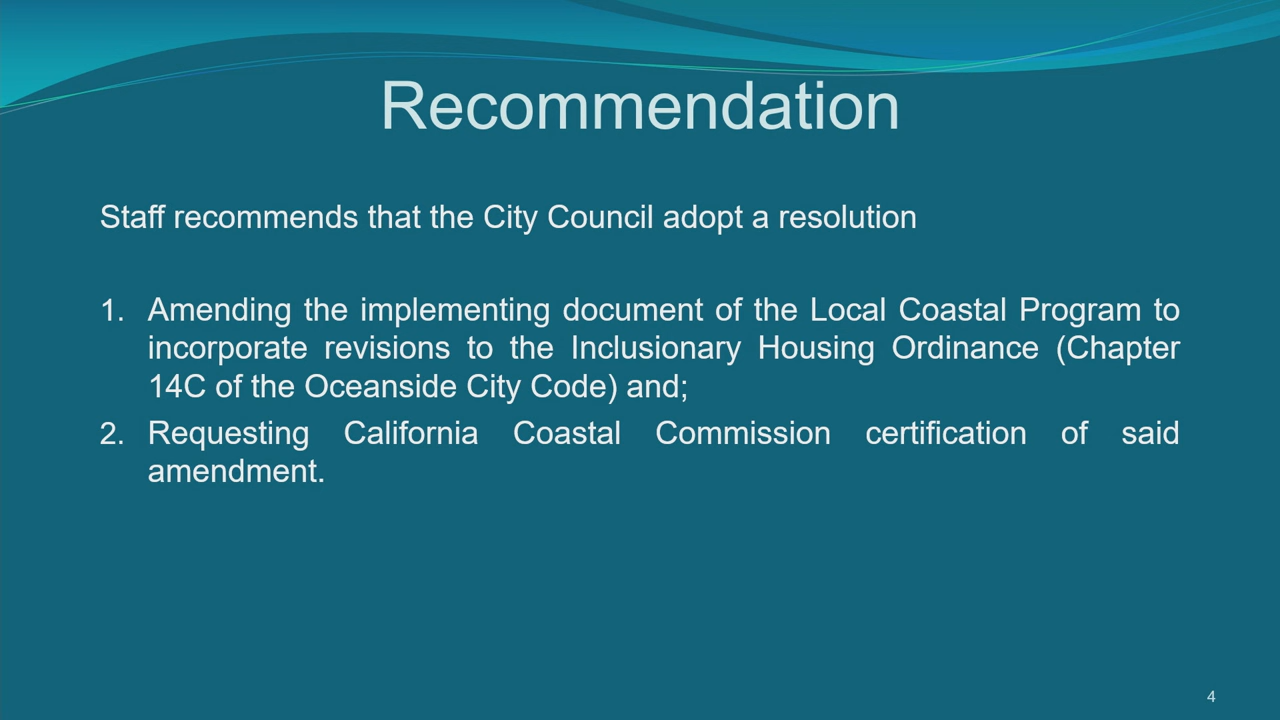 Recommendation
Staff recommends that the City Council adopt a resolution
1. Amending the implementing document of the Local Coastal Program to
incorporate revisions to the Inclusionary Housing Ordinance (Chapter
14C of the Oceanside City Code) and;
2. Requesting California Coastal Commission certification of said
amendment.
4